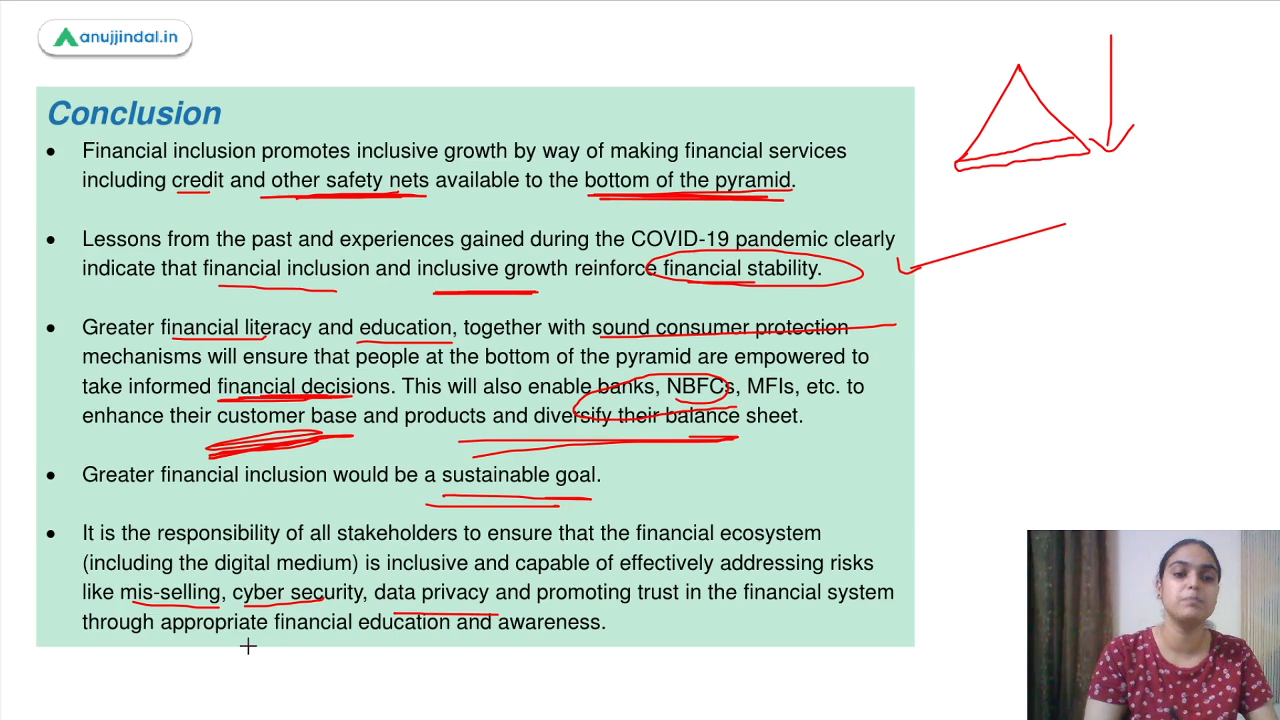 anujjindal.in
Conclusion
• Financial inclusion promotes inclusive growth by way of making financial services
including credit and other safety nets available to the bottom of the pyramid.
• Lessons from the past and experiences gained during the COVID-19 pandemic clearly
indicate that financial inclusion and inclusive growth reinforce financial stability.
• Greater financial literacy and education, together with sound consumer protection
mechanisms will ensure that people at the bottom of the pyramid are empowered to
take informed financial decisions. This will also enable banks, NBFCs, MFIs, etc. to
enhance their customer base and products and diversify their balance sheet.
• Greater financial inclusion would be a sustainable goal.
• It is the responsibility of all stakeholders to ensure that the financial ecosystem
(including the digital medium) is inclusive and capable of effectively addressing risks
like mis-selling, cyber security, data privacy and promoting trust in the financial system
through appropriate financial education and awareness.